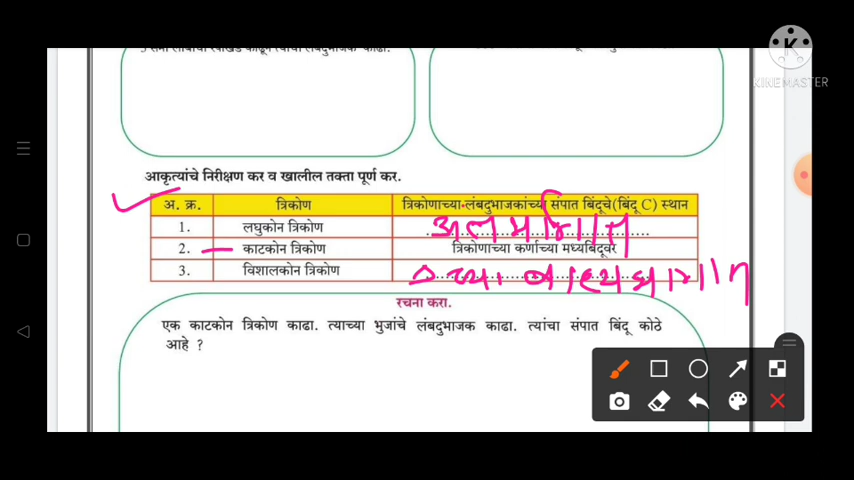 KINEMASTER
आकृत्यांचे निरीक्षण कर व खालील तक्ता पूर्ण कर.
अ. क्र. त्रिकोण त्रिकोणाच्या लंबदुभाजकांच्या संपात बिंदूचे (बिंदू C) स्थान
1. लघुकोन त्रिकोण
2. काटकोन त्रिकोण त्रिकोणाच्या कर्णाच्या मध्यबिंदूवर
3. विशालकोन त्रिकोण △ च्या बाह्यभागात
रचना करा.
एक काटकोन त्रिकोण काढा. त्याच्या भुजांचे लंबदुभाजक काढा. त्यांचा संपात बिंदू कोठे
आहे ?